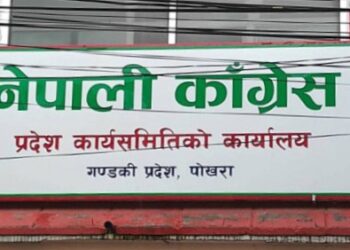 नेपाली काँग्रेस
प्रदेश कार्यसमितिको कार्यालय
गण्डकी प्रदेश, पोखरा